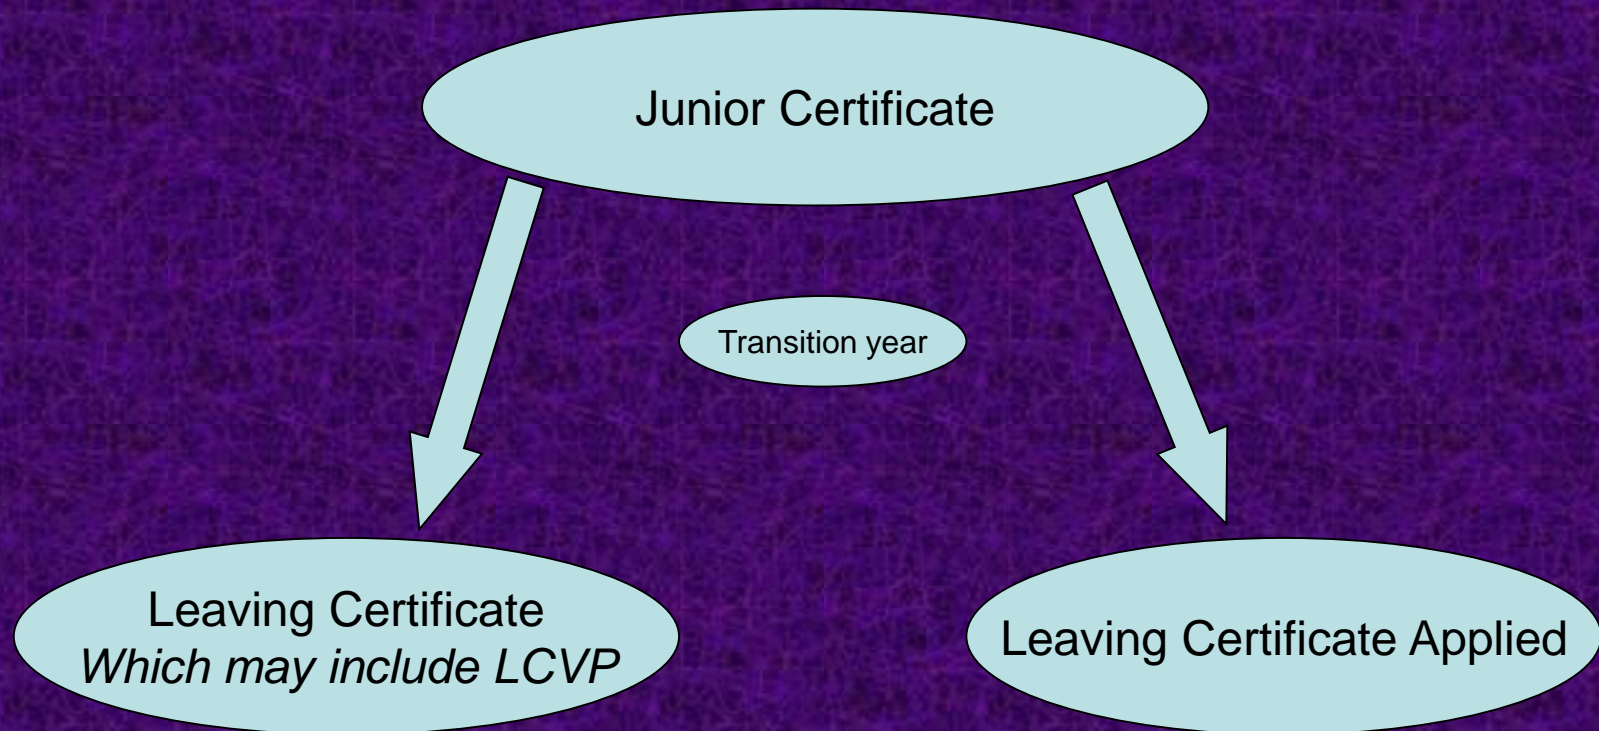 Junior Certificate
Transition year
Leaving Certificate
Which may include LCVP
Leaving Certificate Applied